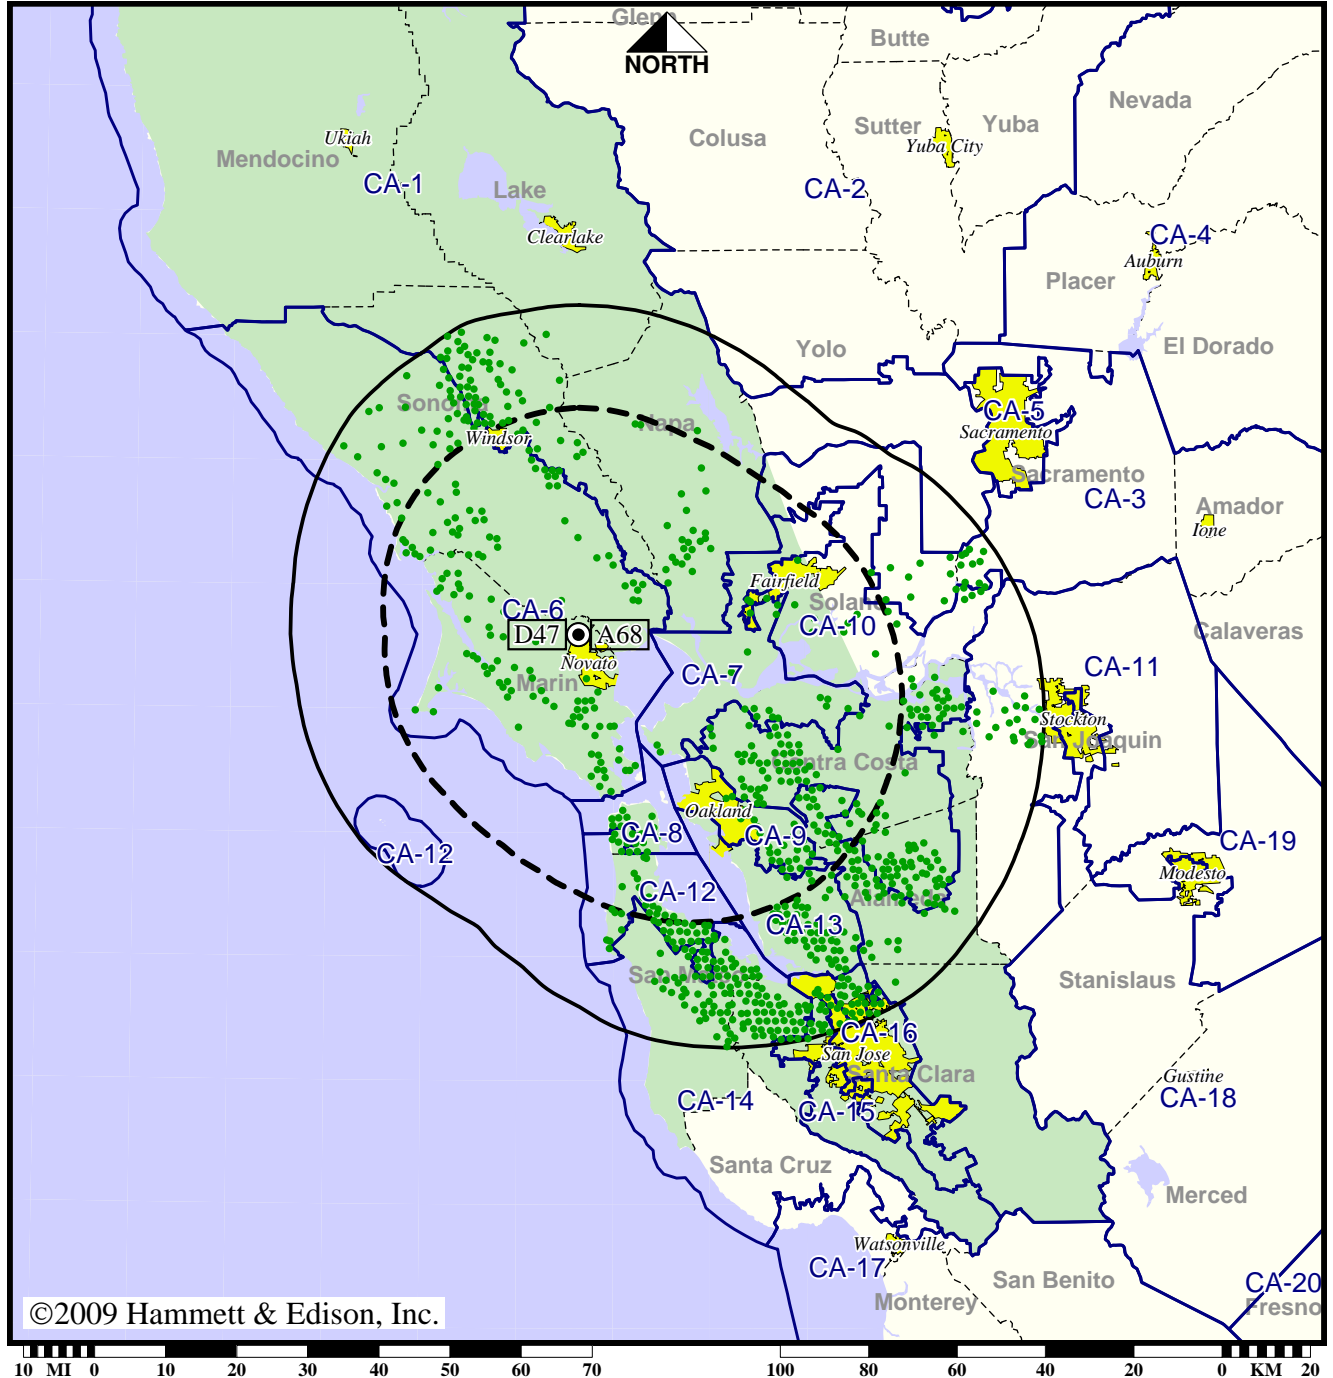 Glenn
Butte
NORTH
Nevada
Colusa
Sutter
Yuba
Ukiah
Yuba City
Mendocino
CA-1
Lake
CA-2
Clearlake
CA-4
Auburn
Placer
Yolo
El Dorado
Sonoma
CA-5
Napa
Windsor
Sacramento
Sacramento
CA-3
Amador
Ione
Fairfield
CA-6
Solano
CA-10
D47
A68
Calaveras
Novato
CA-7
CA-11
Marin
Stockton
San Joaquin
Contra Costa
Oakland
CA-8
CA-9
CA-19
CA-12
Modesto
CA-12
Alameda
CA-13
San Mateo
Stanislaus
CA-16
San Jose
Santa Clara
Gustine
CA-14
CA-15
CA-18
Santa Cruz
Merced
Watsonville
CA-17
San Benito
CA-20
Monterey
Fresno
©2009 Hammett & Edison, Inc.
10 MI 0 10 20 30 40 50 60 70 100 80 60 40 20 0 KM 20